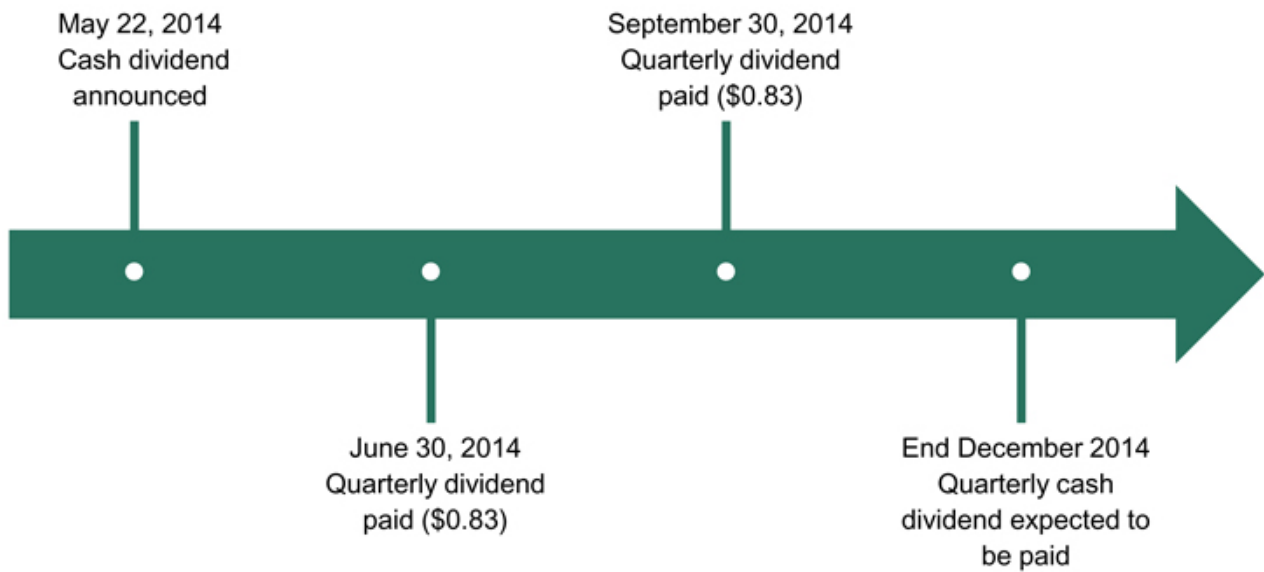 May 22, 2014
Cash dividend
announced
September 30, 2014
Quarterly dividend
paid ($0.83)
June 30, 2014
Quarterly dividend
paid ($0.83)
End December 2014
Quarterly cash
dividend expected to
be paid